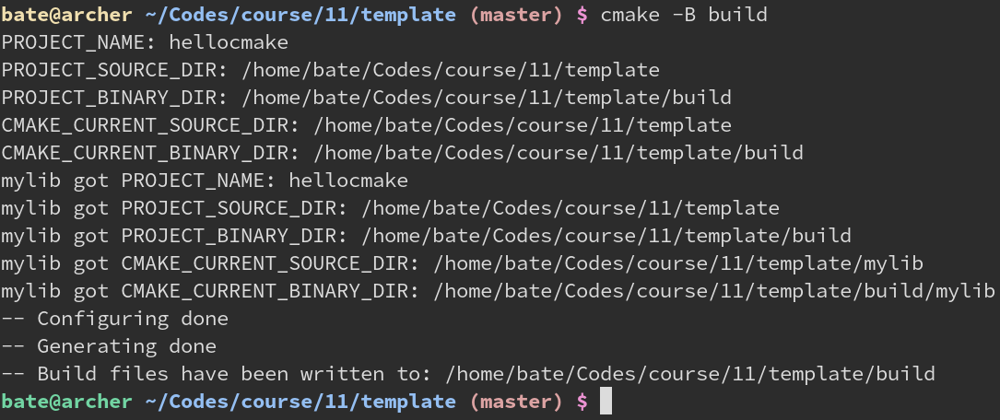 bate@archer ~/Codes/course/11/template (master) $ cmake -B build
PROJECT_NAME: hellocmake
PROJECT_SOURCE_DIR: /home/bate/Codes/course/11/template
PROJECT_BINARY_DIR: /home/bate/Codes/course/11/template/build
CMAKE_CURRENT_SOURCE_DIR: /home/bate/Codes/course/11/template
CMAKE_CURRENT_BINARY_DIR: /home/bate/Codes/course/11/template/build
mylib got PROJECT_NAME: hellocmake
mylib got PROJECT_SOURCE_DIR: /home/bate/Codes/course/11/template
mylib got PROJECT_BINARY_DIR: /home/bate/Codes/course/11/template/build
mylib got CMAKE_CURRENT_SOURCE_DIR: /home/bate/Codes/course/11/template/mylib
mylib got CMAKE_CURRENT_BINARY_DIR: /home/bate/Codes/course/11/template/build/mylib
-- Configuring done
-- Generating done
-- Build files have been written to: /home/bate/Codes/course/11/template/build
bate@archer ~/Codes/course/11/template (master) $